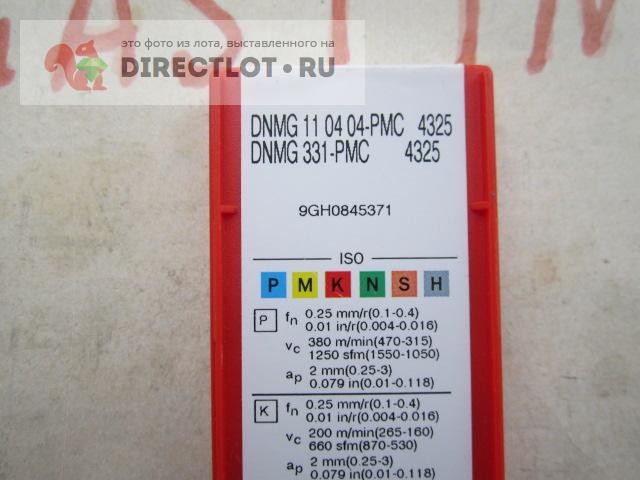 GASTIN
это фото из лота, выставленного на
DIRECTLOT.RU
DNMG 11 04 04-PMC 4325
DNMG 331-PMC 4325
9GH0845371
ISO
P M K N S H
P fn 0.25 mm/r(0.1-0.4)
0.01 in/r(0.004-0.016)
vc 380 m/min(470-315)
1250 sfm(1550-1050)
ap 2 mm(0.25-3)
0.079 in(0.01-0.118)
K fn 0.25 mm/r(0.1-0.4)
0.01 in/r(0.004-0.016)
vc 200 m/min(265-160)
660 sfm(870-530)
ap 2 mm(0.25-3)
0.079 in(0.01-0.118)